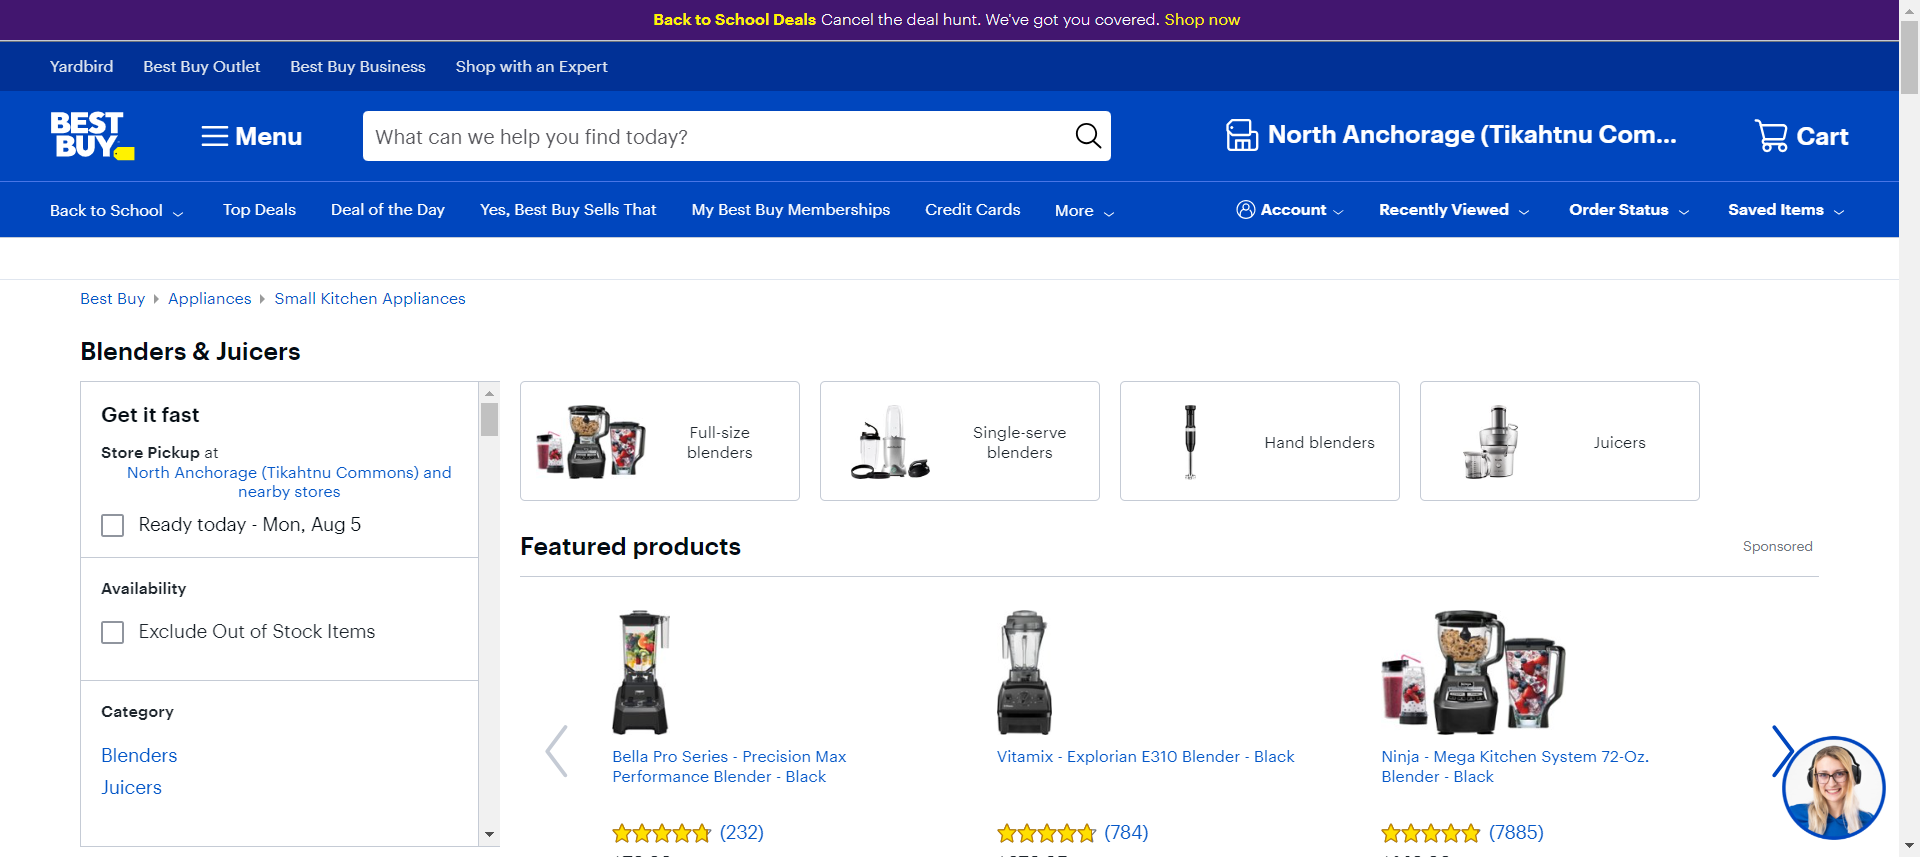 Back to School Deals Cancel the deal hunt. We've got you covered. Shop now
Yardbird Best Buy Outlet Best Buy Business Shop with an Expert
BEST BUY
Menu
What can we help you find today?
North Anchorage (Tikahtnu Com...
Cart
Back to School Top Deals Deal of the Day Yes, Best Buy Sells That My Best Buy Memberships Credit Cards More Account Recently Viewed Order Status Saved Items
Best Buy Appliances Small Kitchen Appliances
Blenders & Juicers
Get it fast
Store Pickup at
North Anchorage (Tikahtnu Commons) and
nearby stores
Ready today - Mon, Aug 5
Availability
Exclude Out of Stock Items
Category
Blenders
Juicers
Full-size
blenders
Single-serve
blenders
Hand blenders
Juicers
Featured products
Sponsored
Bella Pro Series - Precision Max
Performance Blender - Black
(232)
Vitamix - Explorian E310 Blender - Black
(784)
Ninja - Mega Kitchen System 72-Oz.
Blender - Black
(7885)